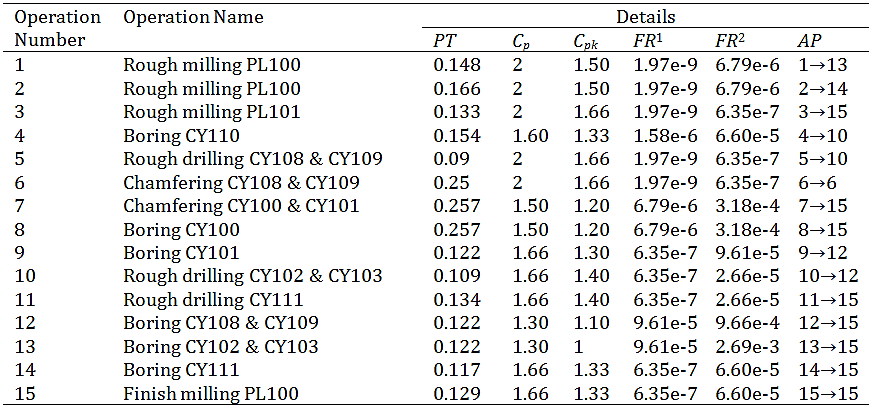 Operation Number Operation Name Details
PT Cp Cpk FR1 FR2 AP
1 Rough milling PL100 0.148 2 1.50 1.97e-9 6.79e-6 1→13
2 Rough milling PL100 0.166 2 1.50 1.97e-9 6.79e-6 2→14
3 Rough milling PL101 0.133 2 1.66 1.97e-9 6.35e-7 3→15
4 Boring CY110 0.154 1.60 1.33 1.58e-6 6.60e-5 4→10
5 Rough drilling CY108 & CY109 0.09 2 1.66 1.97e-9 6.35e-7 5→10
6 Chamfering CY108 & CY109 0.25 2 1.66 1.97e-9 6.35e-7 6→6
7 Chamfering CY100 & CY101 0.257 1.50 1.20 6.79e-6 3.18e-4 7→15
8 Boring CY100 0.257 1.50 1.20 6.79e-6 3.18e-4 8→15
9 Boring CY101 0.122 1.66 1.30 6.35e-7 9.61e-5 9→12
10 Rough drilling CY102 & CY103 0.109 1.66 1.40 6.35e-7 2.66e-5 10→12
11 Rough drilling CY111 0.134 1.66 1.40 6.35e-7 2.66e-5 11→15
12 Boring CY108 & CY109 0.122 1.30 1.10 9.61e-5 9.66e-4 12→15
13 Boring CY102 & CY103 0.122 1.30 1 9.61e-5 2.69e-3 13→15
14 Boring CY111 0.117 1.66 1.33 6.35e-7 6.60e-5 14→15
15 Finish milling PL100 0.129 1.66 1.33 6.35e-7 6.60e-5 15→15